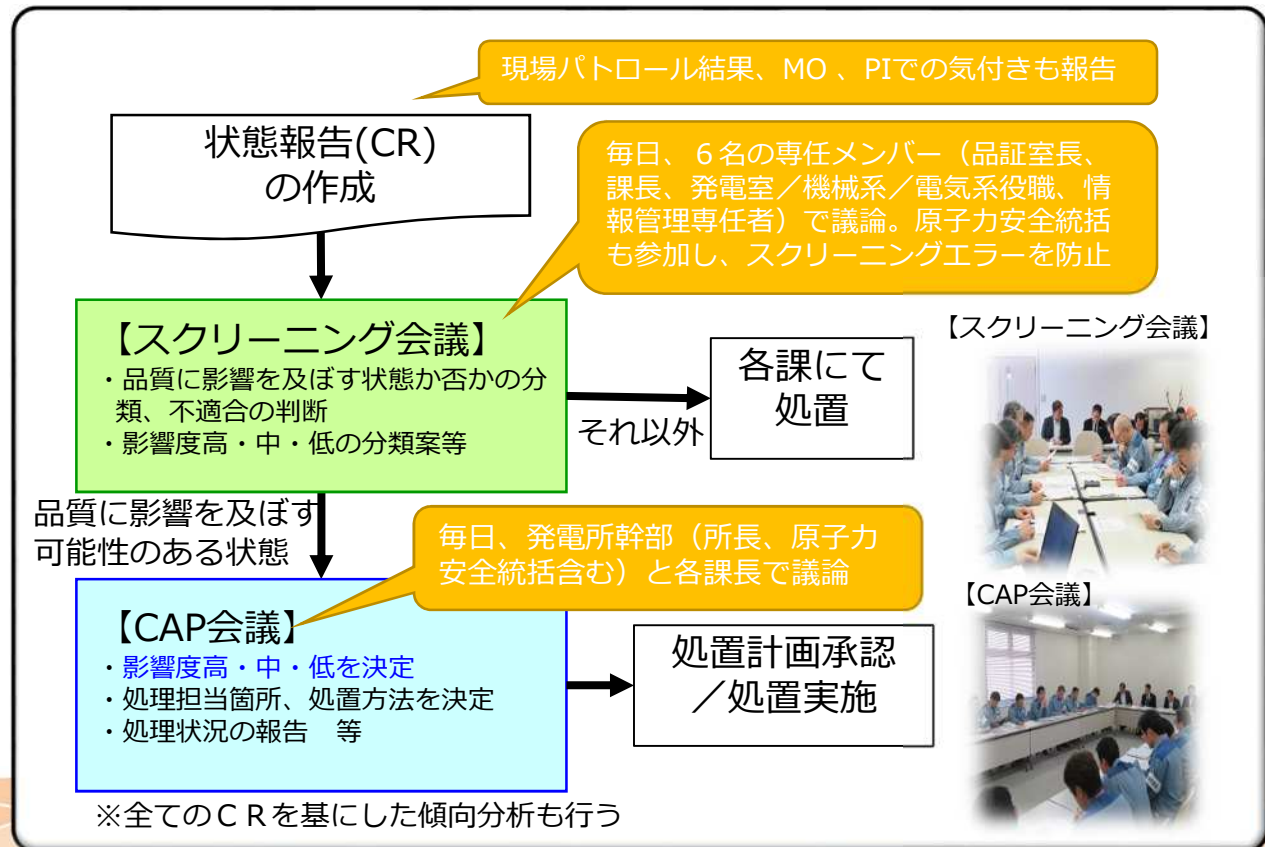 現場パトロール結果、MO 、PIでの気付きも報告
状態報告(CR)
の作成
毎日、６名の専任メンバー（品証室長、
課長、発電室／機械系／電気系役職、情
報管理専任者）で議論。原子力安全統括
も参加し、スクリーニングエラーを防止
【スクリーニング会議】
・品質に影響を及ぼす状態か否かの分
類、不適合の判断
・影響度高・中・低の分類案等
それ以外
各課にて
処置
【スクリーニング会議】
品質に影響を及ぼす
可能性のある状態
毎日、発電所幹部（所長、原子力
安全統括含む）と各課長で議論
【CAP会議】
・影響度高・中・低を決定
・処理担当箇所、処置方法を決定
・処理状況の報告　等
処置計画承認
／処置実施
【CAP会議】
※全てのＣＲを基にした傾向分析も行う